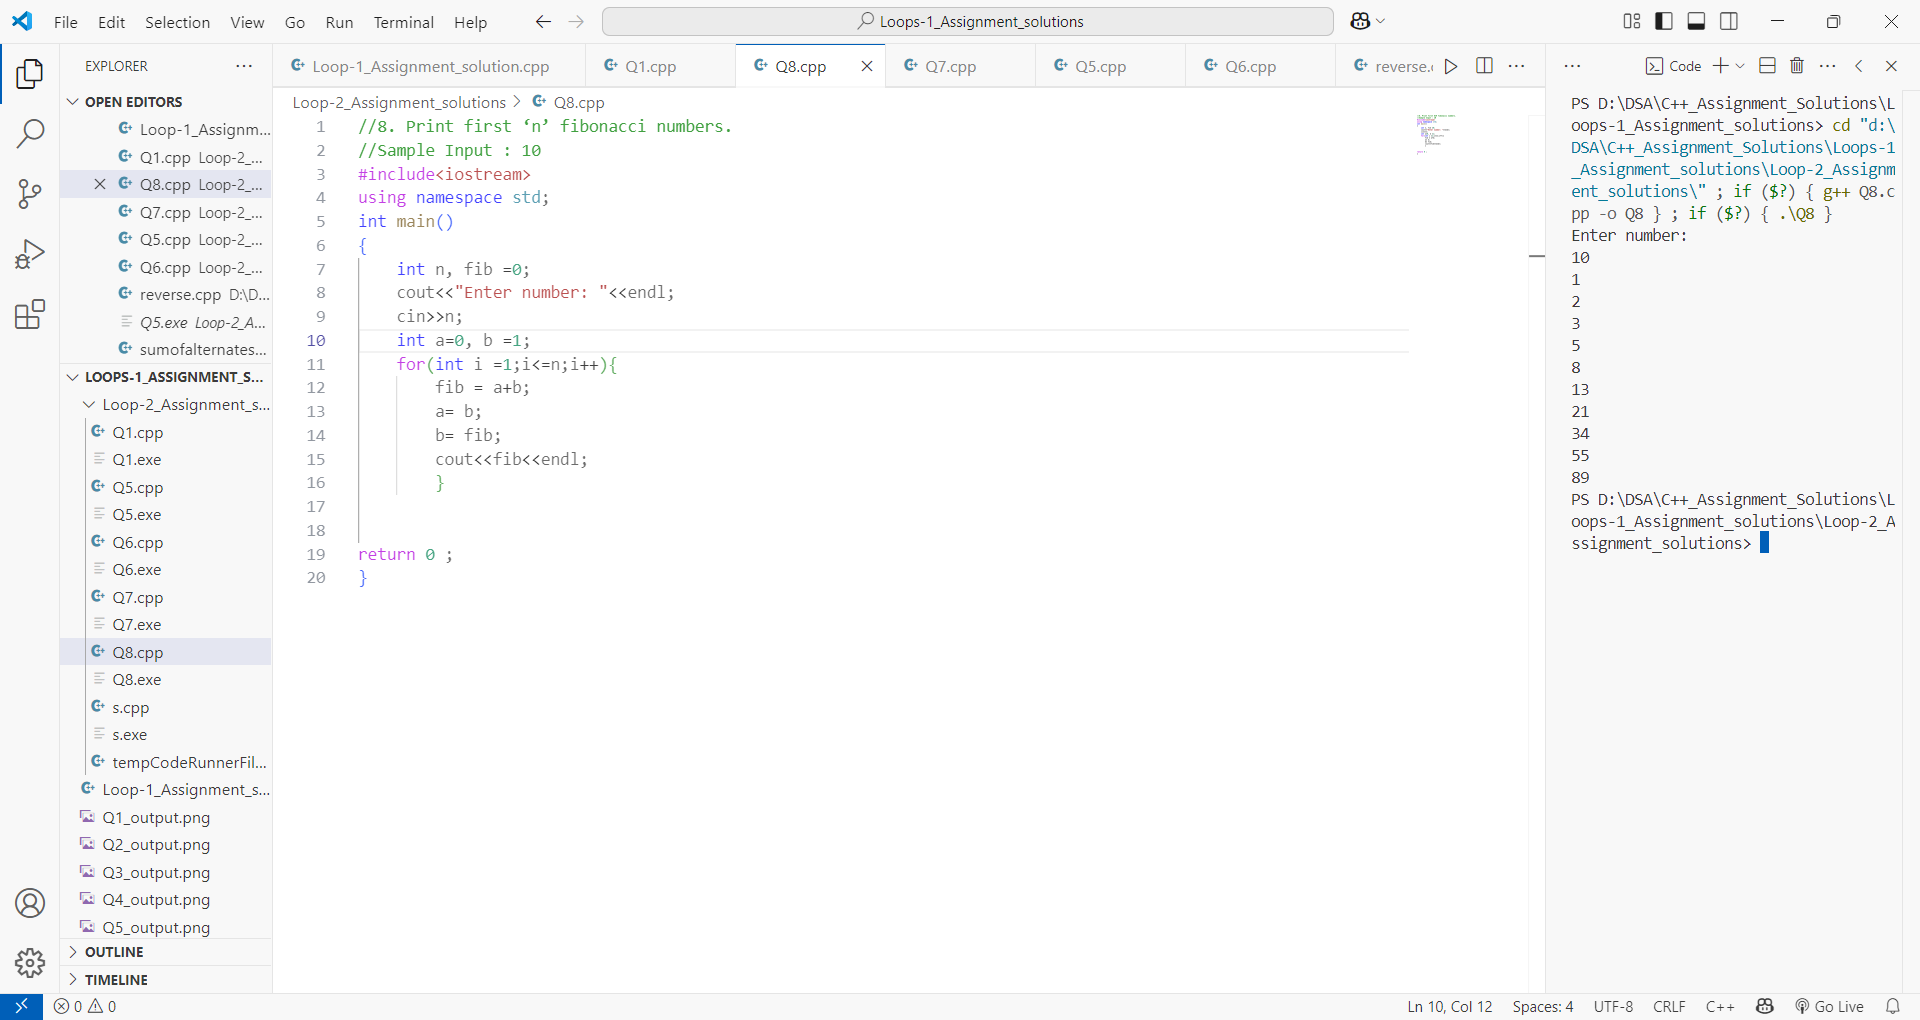 File Edit Selection View Go Run Terminal Help
Loops-1_Assignment_solutions
EXPLORER
OPEN EDITORS
Loop-1_Assignm...
Q1.cpp Loop-2_...
Q8.cpp Loop-2_...
Q7.cpp Loop-2_...
Q5.cpp Loop-2_...
Q6.cpp Loop-2_...
reverse.cpp D:\D...
Q5.exe Loop-2_A...
sumofalternates...
LOOPS-1_ASSIGNMENT_S...
Loop-2_Assignment_s...
Q1.cpp
Q1.exe
Q5.cpp
Q5.exe
Q6.cpp
Q6.exe
Q7.cpp
Q7.exe
Q8.cpp
Q8.exe
s.cpp
s.exe
tempCodeRunnerFil...
Loop-1_Assignment_s...
Q1_output.png
Q2_output.png
Q3_output.png
Q4_output.png
Q5_output.png
OUTLINE
TIMELINE
Loop-1_Assignment_solution.cpp Q1.cpp Q8.cpp Q7.cpp Q5.cpp Q6.cpp reverse.c
Loop-2_Assignment_solutions > Q8.cpp
1 //8. Print first ‘n’ fibonacci numbers.
2 //Sample Input : 10
3 #include<iostream>
4 using namespace std;
5 int main()
6 {
7 int n, fib =0;
8 cout<<"Enter number: "<<endl;
9 cin>>n;
10 int a=0, b =1;
11 for(int i =1;i<=n;i++){
12 fib = a+b;
13 a= b;
14 b= fib;
15 cout<<fib<<endl;
16 }
17
18
19 return 0 ;
20 }
Code
PS D:\DSA\C++_Assignment_Solutions\L
oops-1_Assignment_solutions> cd "d:\
DSA\C++_Assignment_Solutions\Loops-1
_Assignment_solutions\Loop-2_Assignm
ent_solutions\" ; if ($?) { g++ Q8.c
pp -o Q8 } ; if ($?) { .\Q8 }
Enter number:
10
1
2
3
5
8
13
21
34
55
89
PS D:\DSA\C++_Assignment_Solutions\L
oops-1_Assignment_solutions\Loop-2_A
ssignment_solutions>
0 0
Ln 10, Col 12 Spaces: 4 UTF-8 CRLF C++ Go Live